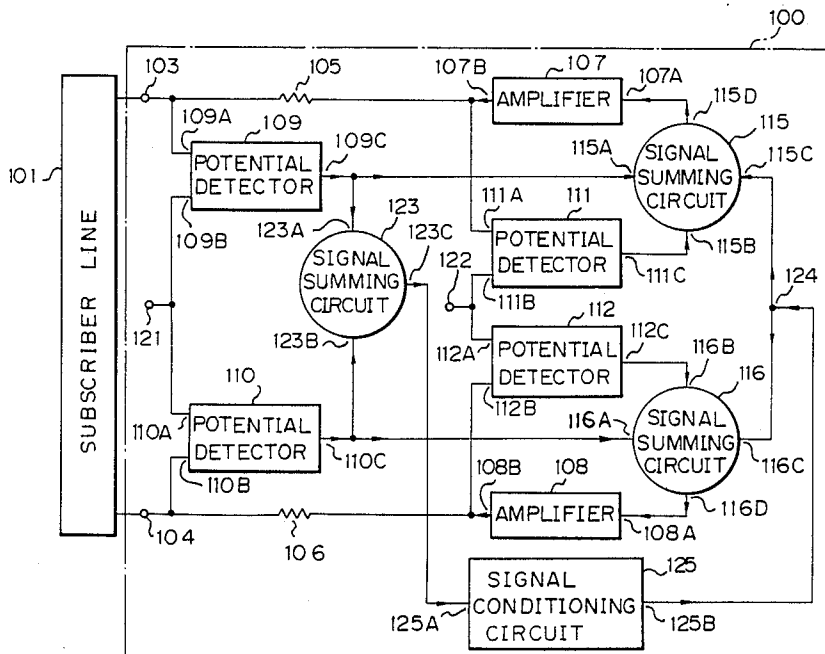 100
103
105
107B
107
AMPLIFIER
107A
115D
115
SIGNAL
SUMMING
CIRCUIT
115A
115C
115B
109A
109
POTENTIAL
DETECTOR
109C
109B
101
SUBSCRIBER LINE
123A
123
123C
SIGNAL
SUMMING
CIRCUIT
123B
111A
111
POTENTIAL
DETECTOR
111C
111B
122
121
124
112
112A
POTENTIAL
DETECTOR
112C
112B
116B
116
SIGNAL
SUMMING
CIRCUIT
116A
116C
116D
110
110A
POTENTIAL
DETECTOR
110C
110B
108B
108
AMPLIFIER
108A
104
106
125
SIGNAL
CONDITIONING
CIRCUIT
125A
125B